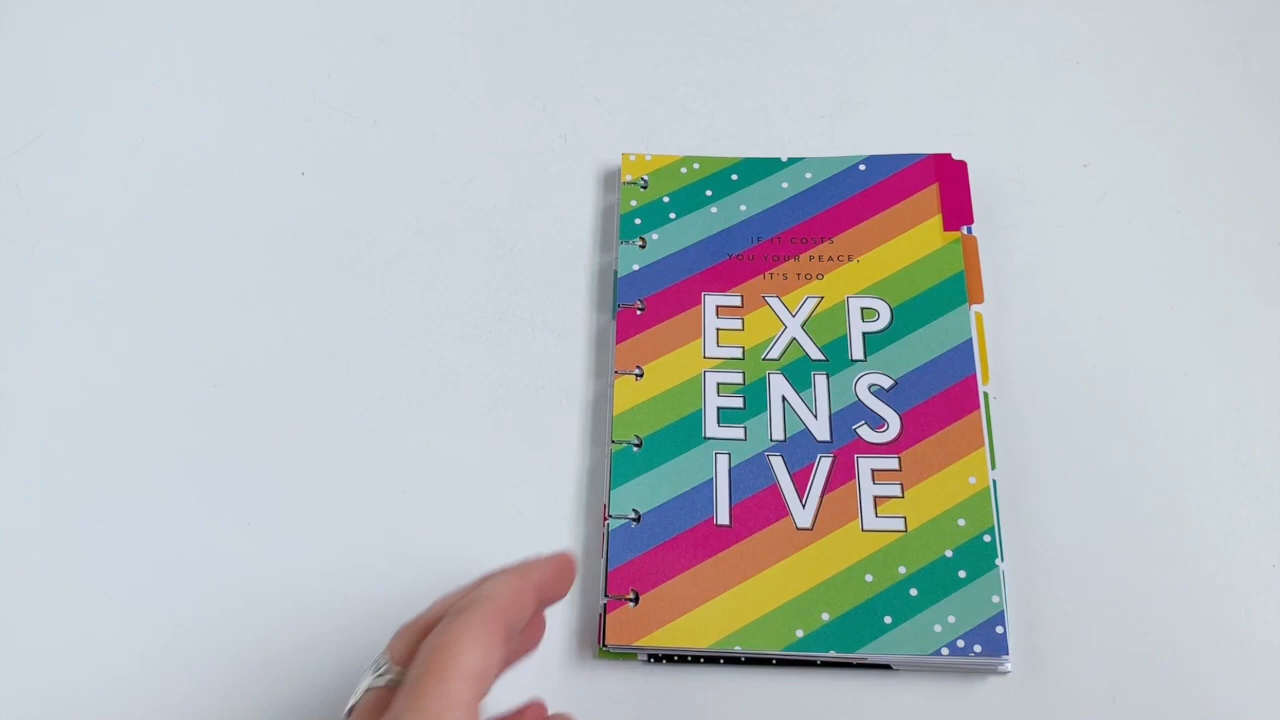 IF IT COSTS
YOU YOUR PEACE,
IT'S TOO
EXP
ENS
IVE